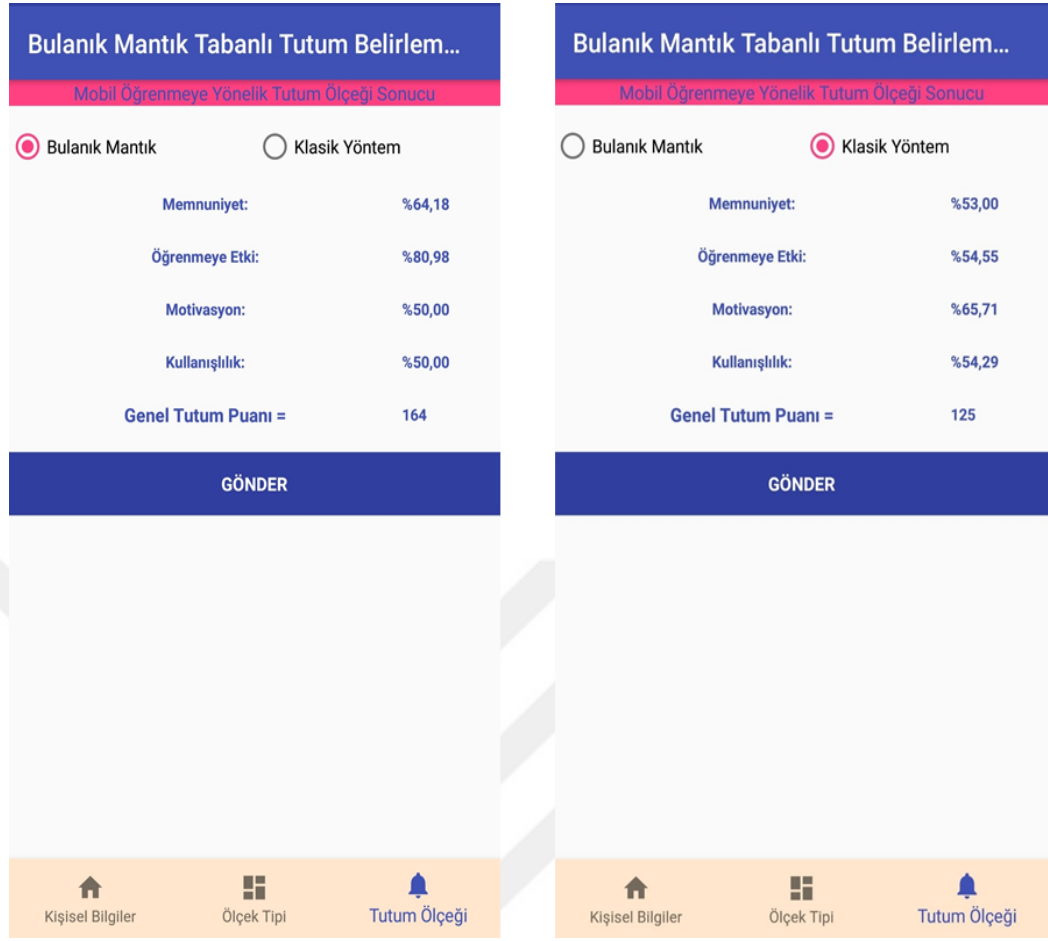 Bulanık Mantık Tabanlı Tutum Belirlem...
Mobil Öğrenmeye Yönelik Tutum Ölçeği Sonucu
Bulanık Mantık Klasik Yöntem
Memnuniyet: %64,18
Öğrenmeye Etki: %80,98
Motivasyon: %50,00
Kullanışlılık: %50,00
Genel Tutum Puanı = 164
GÖNDER
Kişisel Bilgiler Ölçek Tipi Tutum Ölçeği
Bulanık Mantık Tabanlı Tutum Belirlem...
Mobil Öğrenmeye Yönelik Tutum Ölçeği Sonucu
Bulanık Mantık Klasik Yöntem
Memnuniyet: %53,00
Öğrenmeye Etki: %54,55
Motivasyon: %65,71
Kullanışlılık: %54,29
Genel Tutum Puanı = 125
GÖNDER
Kişisel Bilgiler Ölçek Tipi Tutum Ölçeği